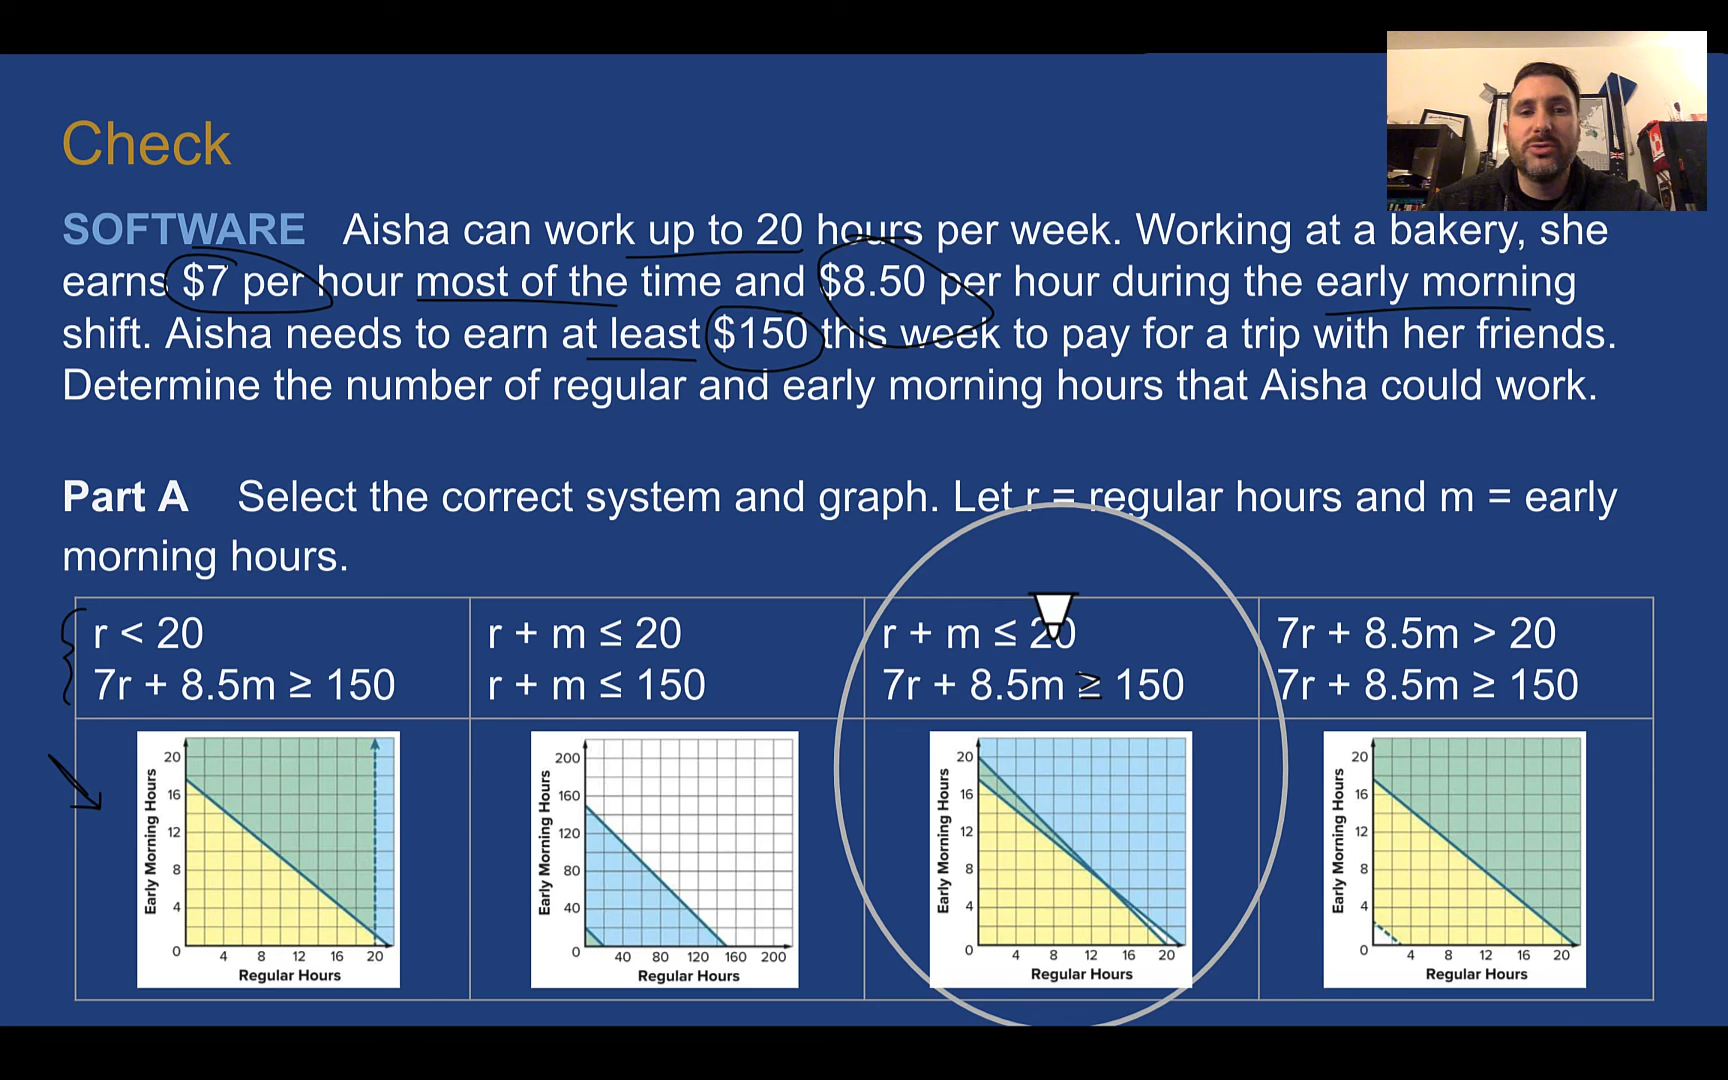 Check
SOFTWARE Aisha can work up to 20 hours per week. Working at a bakery, she
earns $7 per hour most of the time and $8.50 per hour during the early morning
shift. Aisha needs to earn at least $150 this week to pay for a trip with her friends.
Determine the number of regular and early morning hours that Aisha could work.
Part A Select the correct system and graph. Let r = regular hours and m = early
morning hours.
r < 20
7r + 8.5m ≥ 150
r + m ≤ 20
r + m ≤ 150
r + m ≤ 20
7r + 8.5m ≥ 150
7r + 8.5m > 20
7r + 8.5m ≥ 150
Early Morning Hours
20
16
12
8
4
0
4 8 12 16 20
Regular Hours
Early Morning Hours
200
160
120
80
40
0
40 80 120 160 200
Regular Hours
Early Morning Hours
20
16
12
8
4
0
4 8 12 16 20
Regular Hours
Early Morning Hours
20
16
12
8
4
0
4 8 12 16 20
Regular Hours